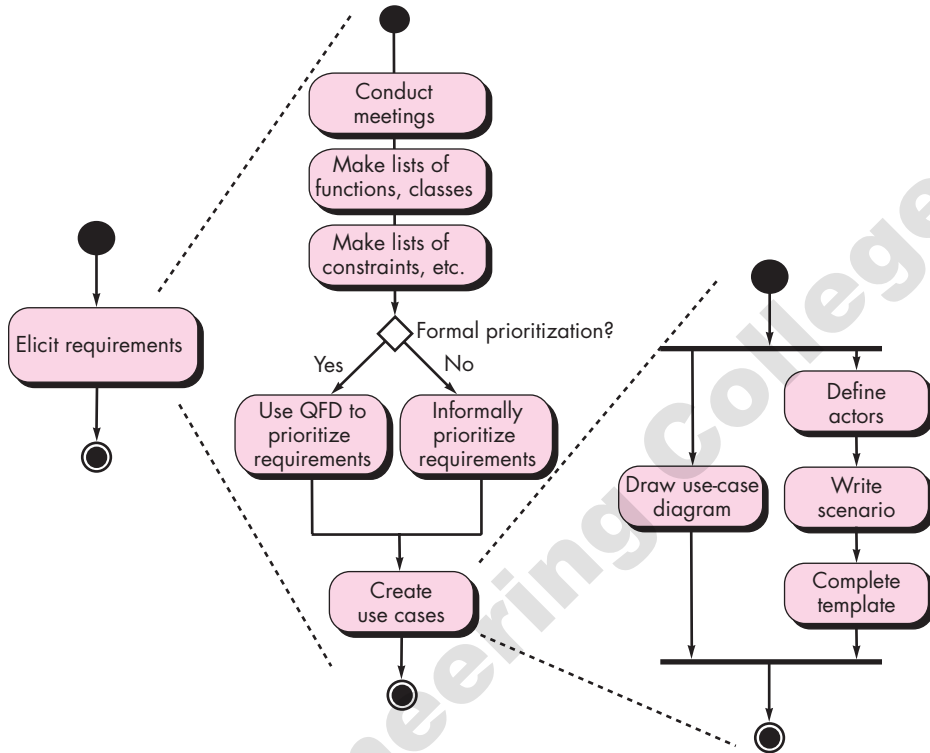 Elicit requirements
Conduct
meetings
Make lists of
functions, classes
Make lists of
constraints, etc.
Formal prioritization?
Yes
No
Use QFD to
prioritize
requirements
Informally
prioritize
requirements
Create
use cases
Draw use-case
diagram
Define
actors
Write
scenario
Complete
template
neering College